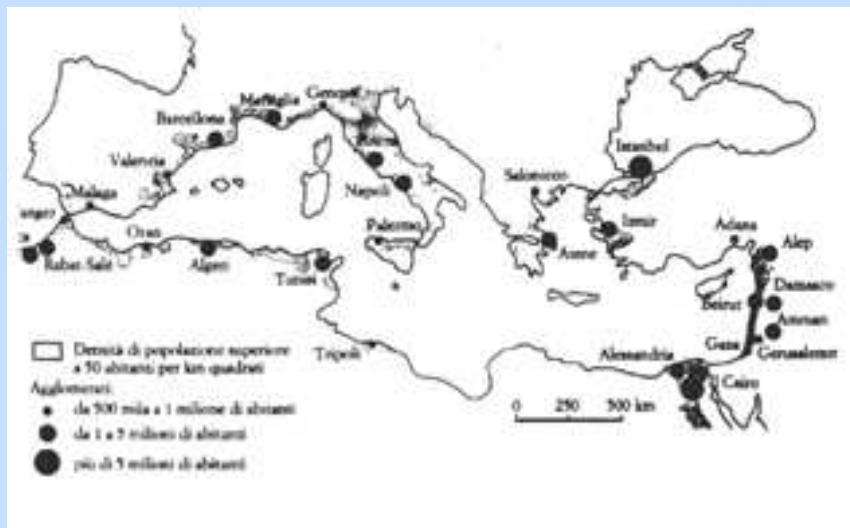 Genova
Marsiglia
Barcellona
Istanbul
Roma
Valencia
Salonicco
Napoli
Malaga
Palermo
Izmir
Adana
Orano
Atene
Alep
Rabat-Salé
Algeri
Tunisi
Damasco
Beirut
Amman
Gaza
Gerusalemme
Tripoli
Alessandria
Il Cairo
Densità di popolazione superiore
a 50 abitanti per km quadrati
Agglomerati:
da 500 mila a 1 milione di abitanti
da 1 a 5 milioni di abitanti
più di 5 milioni di abitanti
0 250 500 km